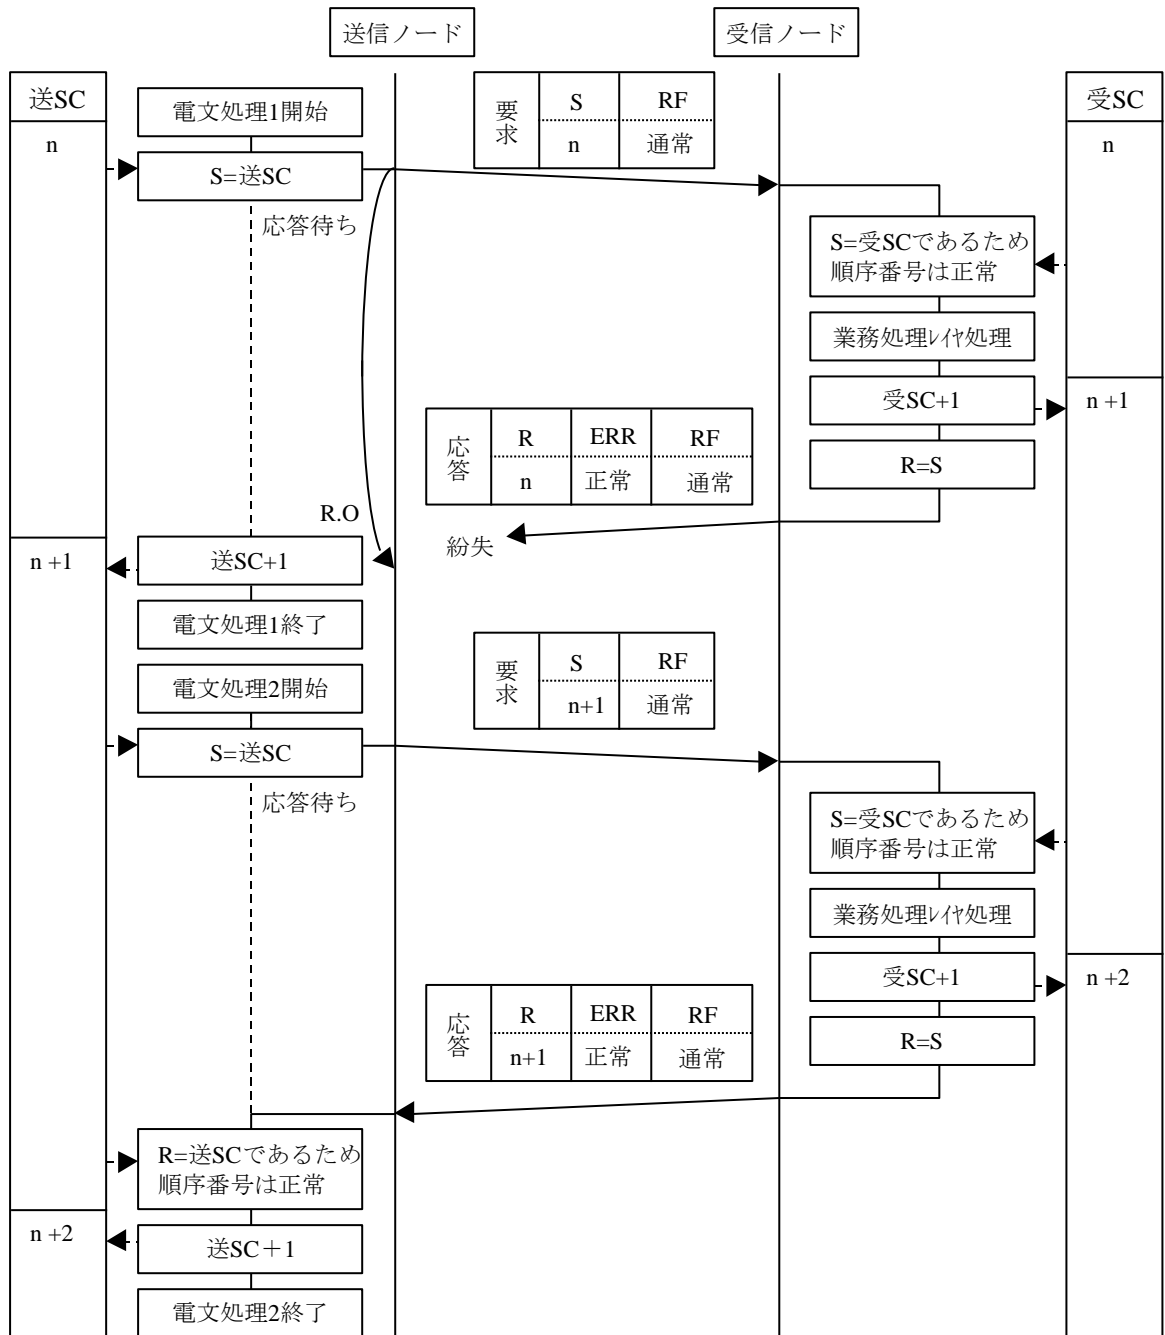 送信ノード
受信ノード
送SC
受SC
電文処理1開始
要求
S
RF
n
通常
n
n
S=送SC
応答待ち
S=受SCであるため
順序番号は正常
業務処理ﾚｲﾔ処理
受SC+1
n +1
応答
R
ERR
RF
n
正常
通常
R=S
R.O
紛失
n +1
送SC+1
電文処理1終了
要求
S
RF
n+1
通常
電文処理2開始
S=送SC
応答待ち
S=受SCであるため
順序番号は正常
業務処理ﾚｲﾔ処理
受SC+1
n +2
応答
R
ERR
RF
n+1
正常
通常
R=S
R=送SCであるため
順序番号は正常
n +2
送SC＋1
電文処理2終了